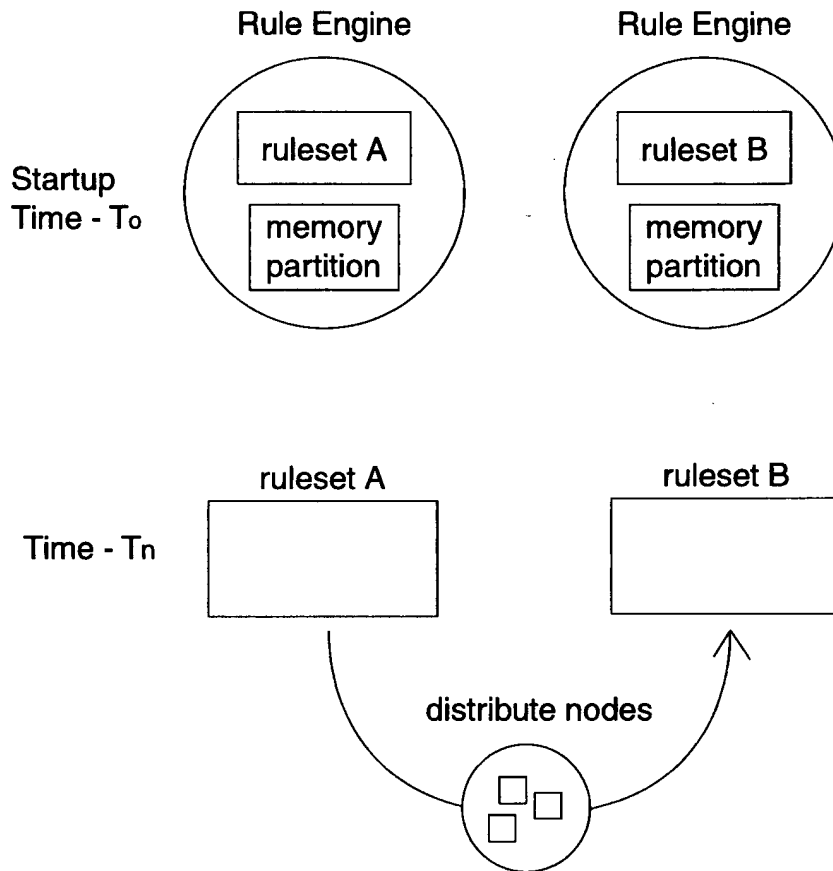 Rule Engine
Rule Engine
Startup
Time - To
ruleset A
memory
partition
ruleset B
memory
partition
Time - Tn
ruleset A
ruleset B
distribute nodes